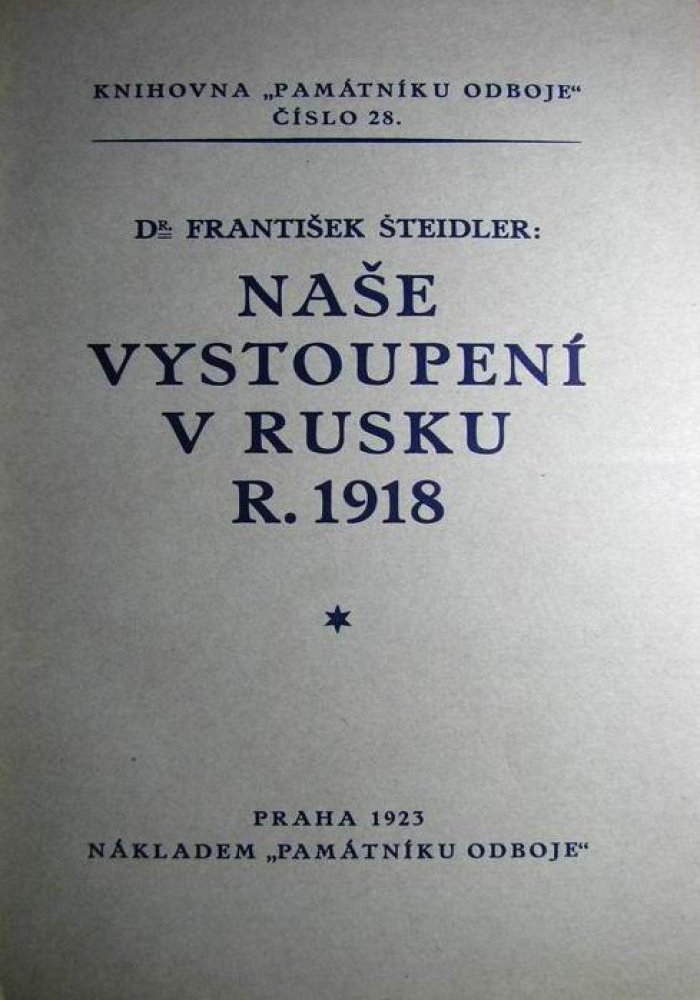 KNIHOVNA „PAMÁTNÍKU ODBOJE“
ČÍSLO 28.
DR. FRANTIŠEK ŠTEIDLER:
NAŠE
VYSTOUPENÍ
V RUSKU
R. 1918
PRAHA 1923
NÁKLADEM „PAMÁTNÍKU ODBOJE“